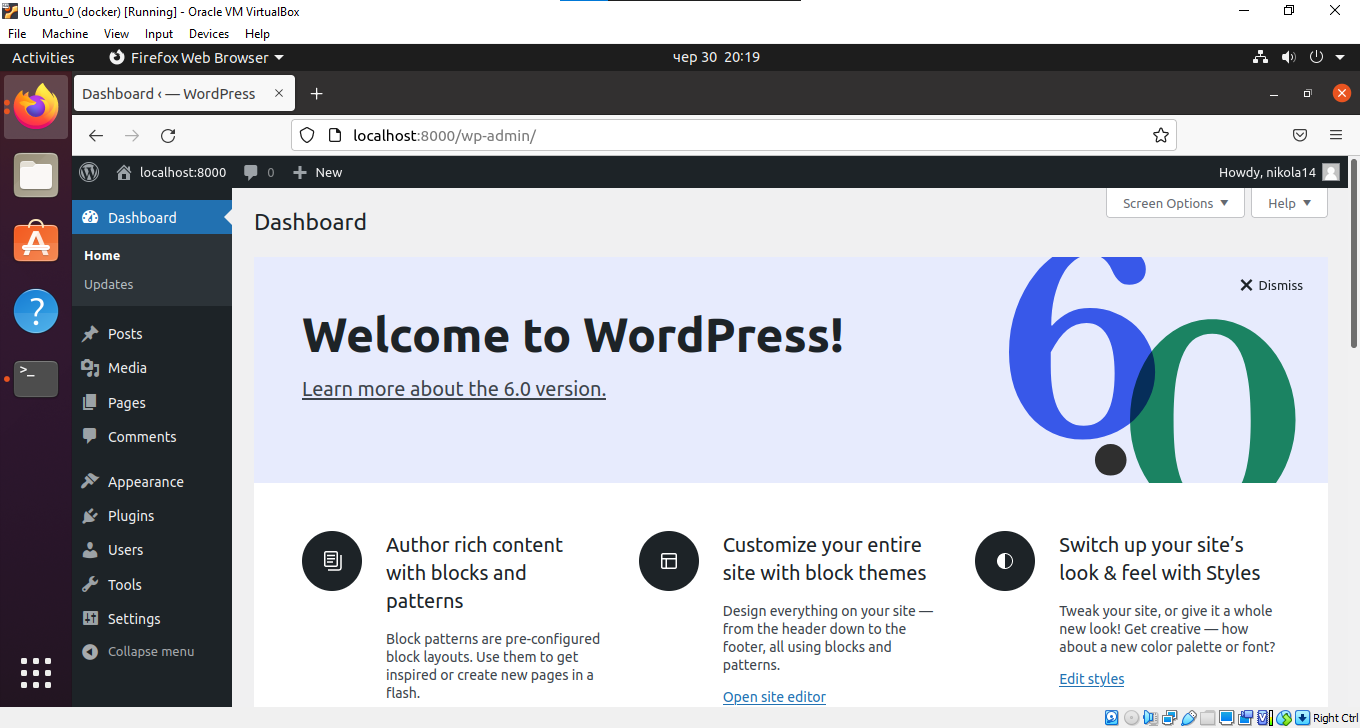 Ubuntu_0 (docker) [Running] - Oracle VM VirtualBox
File Machine View Input Devices Help
Activities Firefox Web Browser чер 30 20:19
Dashboard ‹ — WordPress
localhost:8000/wp-admin/
localhost:8000 0 New Howdy, nikola14
Screen Options Help
Dashboard
Home
Updates
Posts
Media
Pages
Comments
Appearance
Plugins
Users
Tools
Settings
Collapse menu
Dashboard
6.0
Dismiss
Welcome to WordPress!
Learn more about the 6.0 version.
Author rich content
with blocks and
patterns
Block patterns are pre-configured
block layouts. Use them to get
inspired or create new pages in a
flash.
Customize your entire
site with block themes
Design everything on your site —
from the header down to the
footer, all using blocks and
patterns.
Open site editor
Switch up your site’s
look & feel with Styles
Tweak your site, or give it a whole
new look! Get creative — how
about a new color palette or font?
Edit styles
Right Ctrl